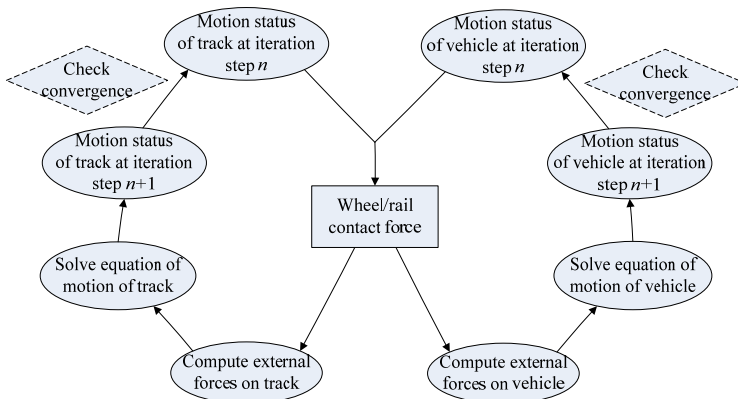 Motion status
of track at iteration
step n
Motion status
of vehicle at iteration
step n
Check
convergence
Check
convergence
Motion status
of track at iteration
step n+1
Motion status
of vehicle at iteration
step n+1
Wheel/rail
contact force
Solve equation of
motion of track
Solve equation of
motion of vehicle
Compute external
forces on track
Compute external
forces on vehicle